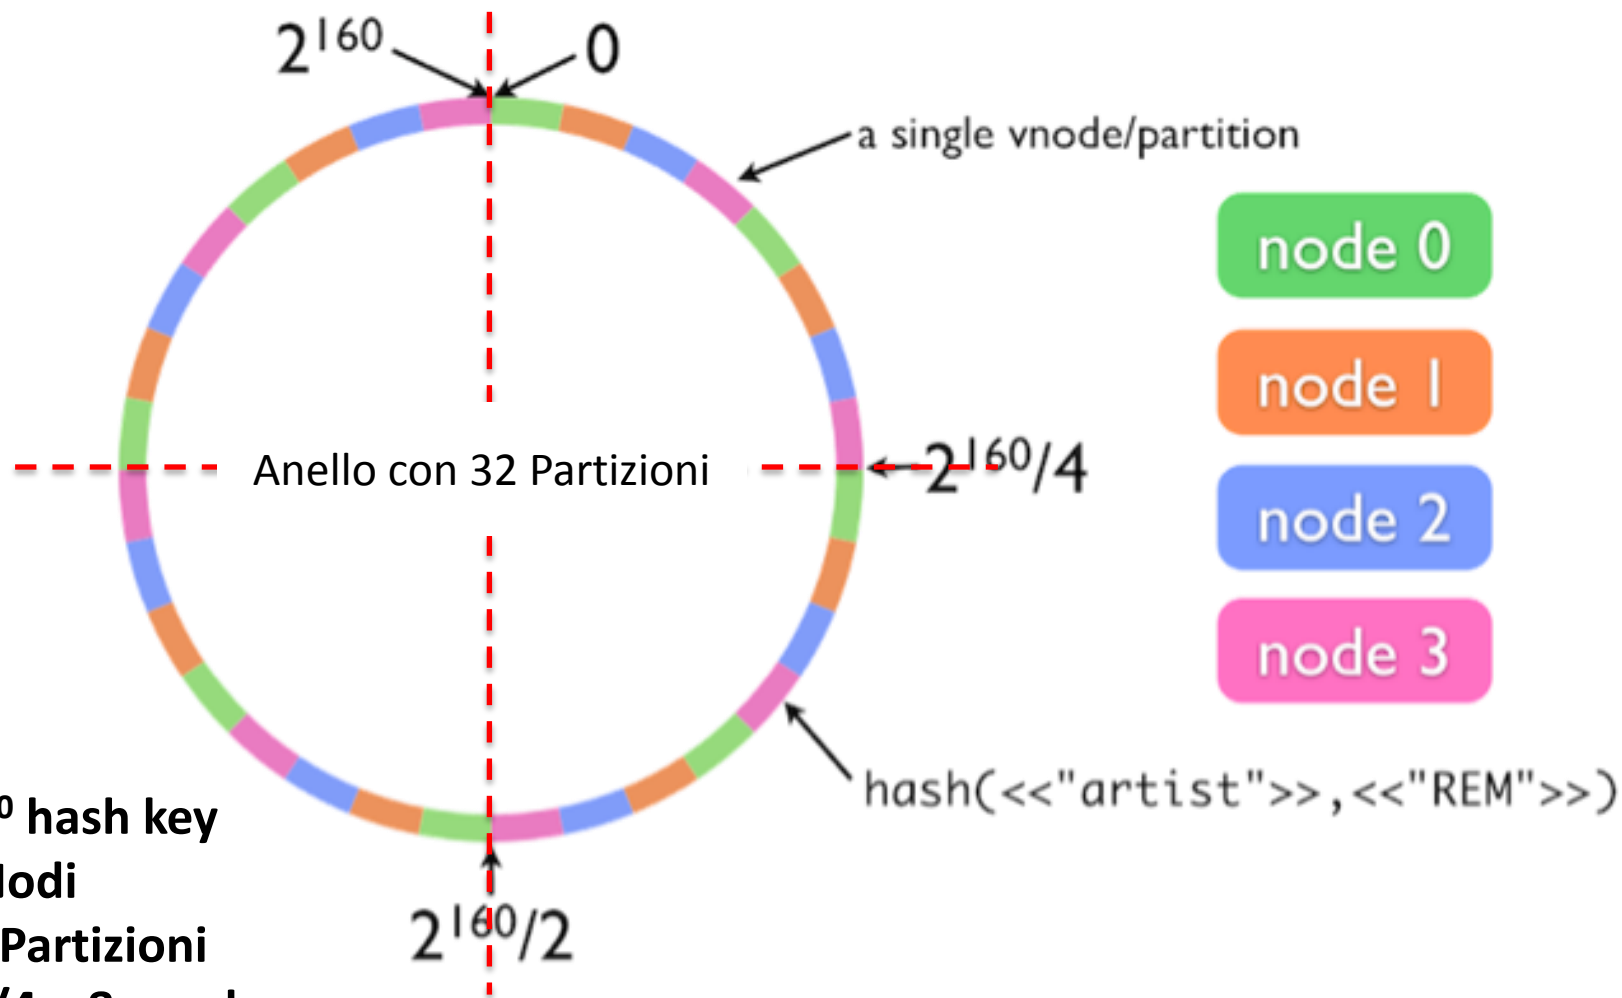 2¹⁶⁰
0
a single vnode/partition
node 0
node 1
Anello con 32 Partizioni
2¹⁶⁰/4
node 2
node 3
hash(<<"artist">>,<<"REM">>)
⁰ hash key
2¹⁶⁰/2
Partizioni